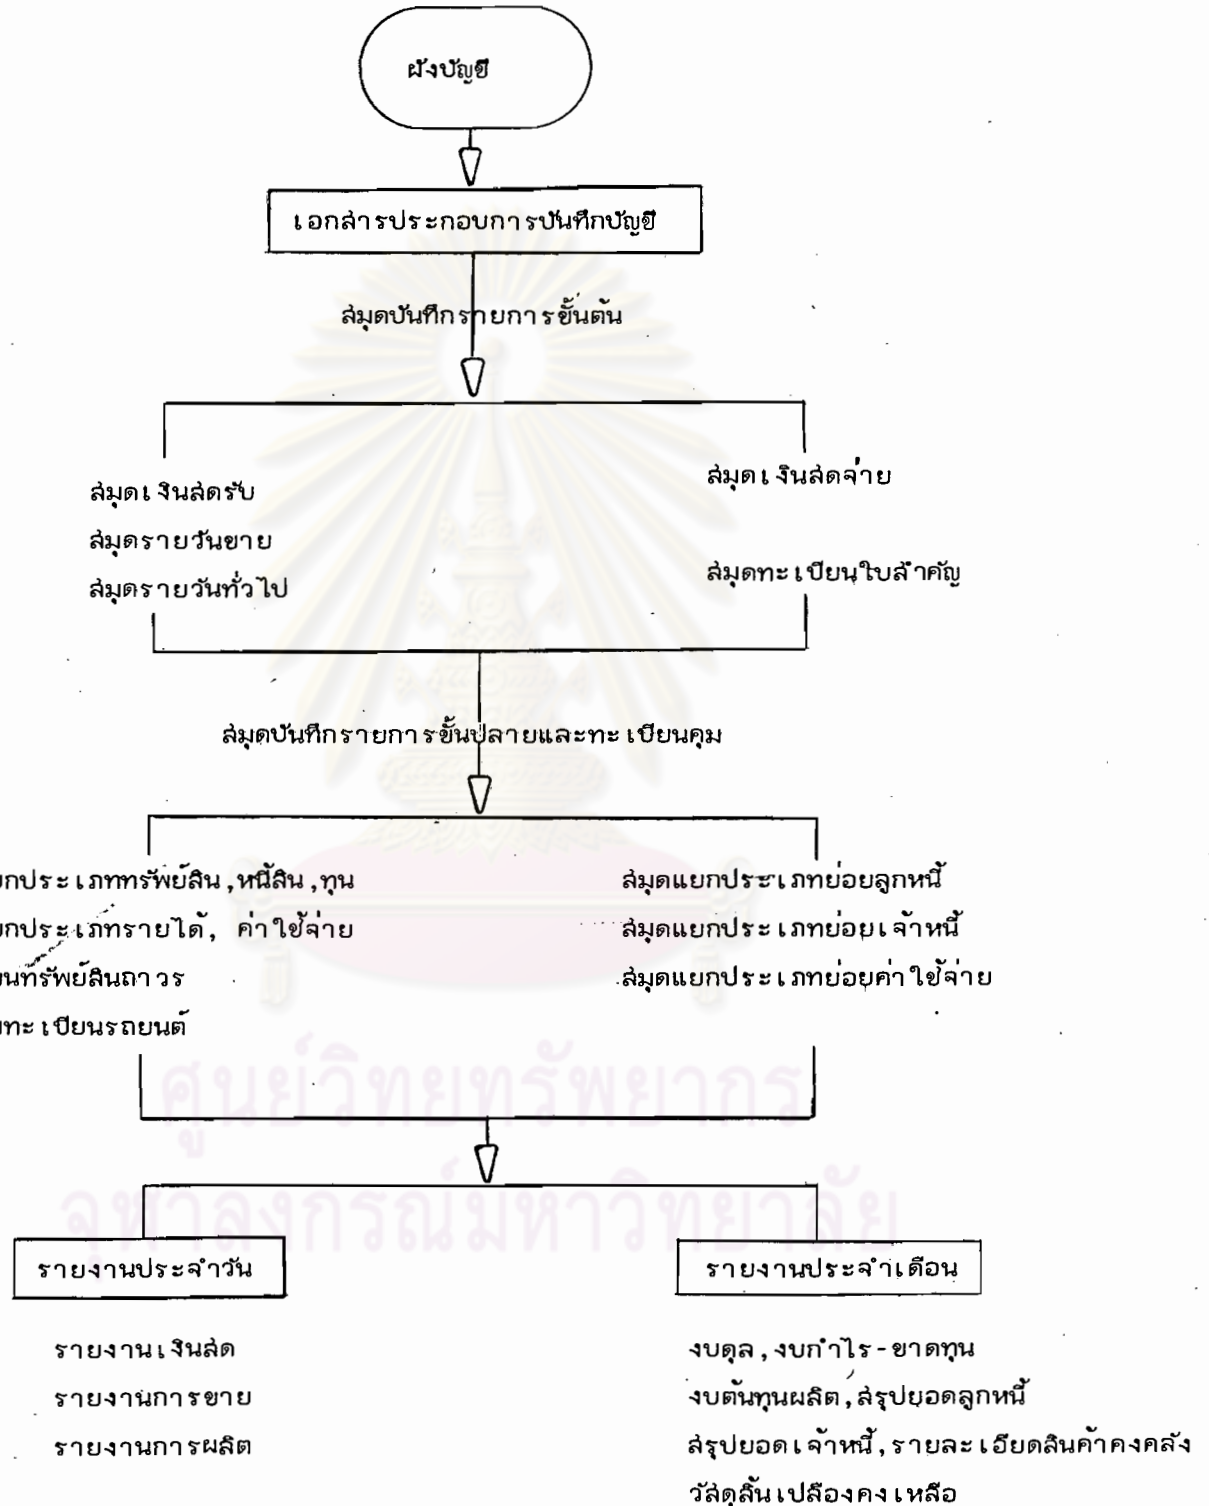 ผังบัญชี
เอกสารประกอบการบันทึกบัญชี
สมุดบันทึกรายการขั้นต้น
สมุดเงินสดรับ
สมุดรายวันขาย
สมุดรายวันทั่วไป
สมุดเงินสดจ่าย
สมุดทะเบียนใบสำคัญ
สมุดบันทึกรายการขั้นปลายและทะเบียนคุม
ยกประเภททรัพย์สิน,หนี้สิน,ทุน
ยกประเภทรายได้, ค่าใช้จ่าย
ยนทรัพย์สินถาวร
ทะเบียนรถยนต์
สมุดแยกประเภทย่อยลูกหนี้
สมุดแยกประเภทย่อยเจ้าหนี้
สมุดแยกประเภทย่อยค่าใช้จ่าย
ศูนย์วิทยทรัพยากร
จุฬาลงกรณ์มหาวิทยาลัย
รายงานประจำวัน
รายงานเงินสด
รายงานการขาย
รายงานการผลิต
รายงานประจำเดือน
งบดุล,งบกำไร-ขาดทุน
งบต้นทุนผลิต,สรุปยอดลูกหนี้
สรุปยอดเจ้าหนี้,รายละเอียดสินค้าคงคลัง
วัสดุสิ้นเปลืองคงเหลือ